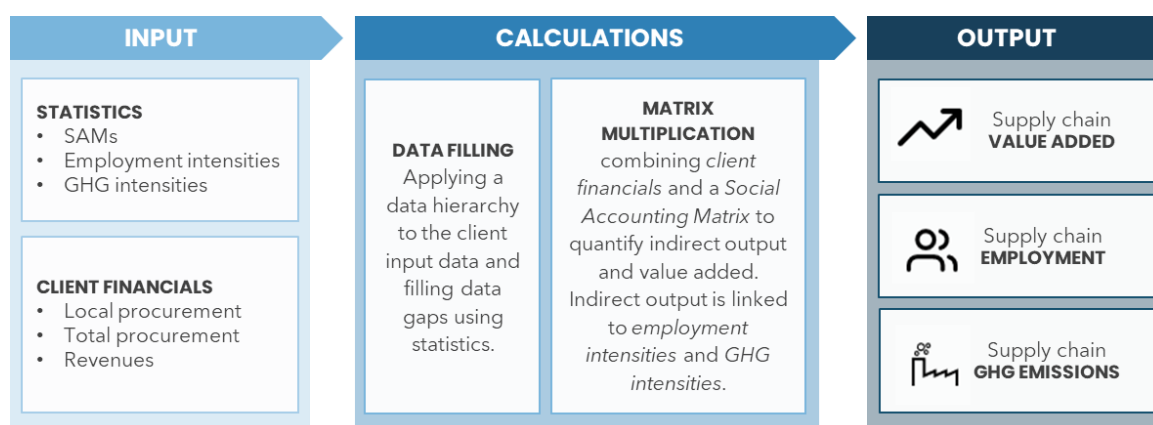 INPUT
STATISTICS
• SAMs
• Employment intensities
• GHG intensities
CLIENT FINANCIALS
• Local procurement
• Total procurement
• Revenues
CALCULATIONS
DATA FILLING
Applying a
data hierarchy
to the client
input data and
filling data
gaps using
statistics.
MATRIX
MULTIPLICATION
combining client
financials and a Social
Accounting Matrix to
quantify indirect output
and value added.
Indirect output is linked
to employment
intensities and GHG
intensities.
OUTPUT
Supply chain
VALUE ADDED
Supply chain
EMPLOYMENT
Supply chain
GHG EMISSIONS